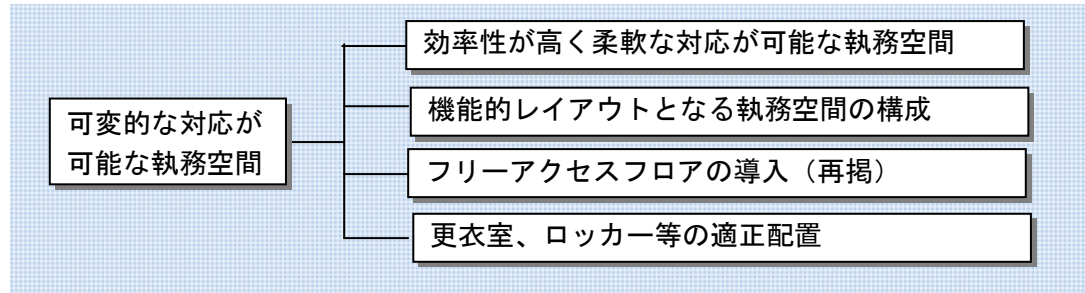 可変的な対応が
可能な執務空間
効率性が高く柔軟な対応が可能な執務空間
機能的レイアウトとなる執務空間の構成
フリーアクセスフロアの導入（再掲）
更衣室、ロッカー等の適正配置